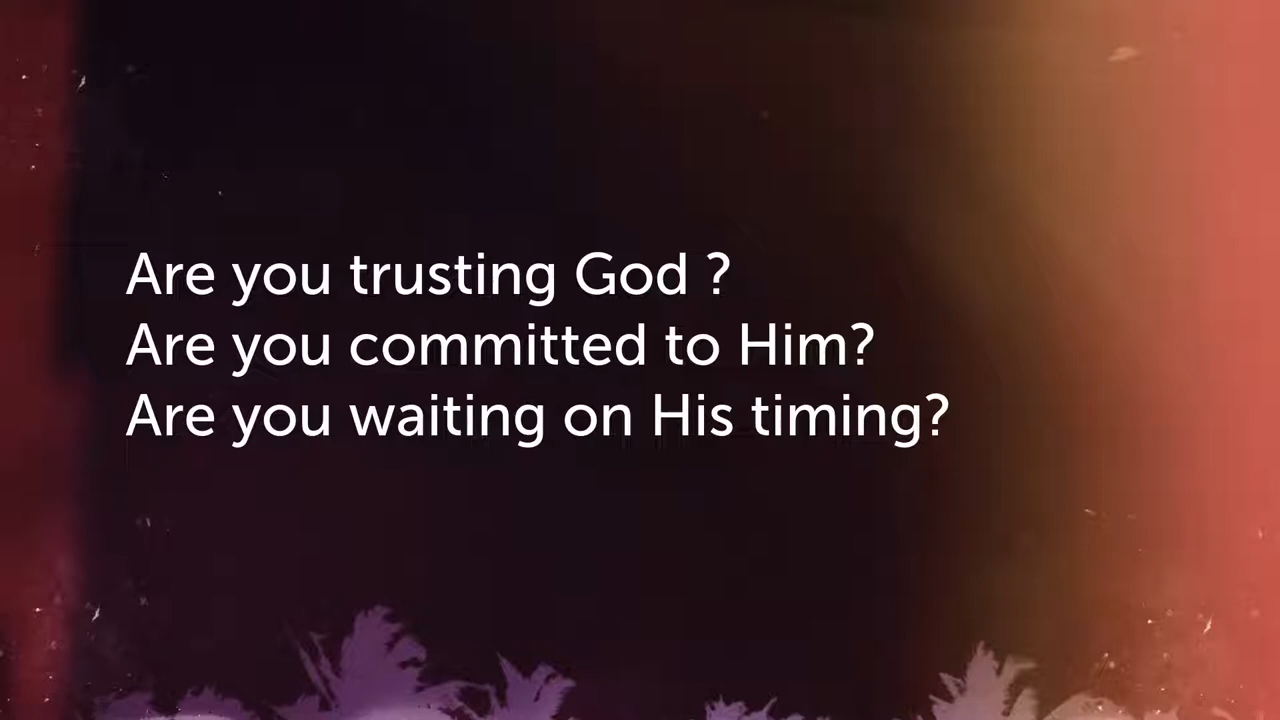 Are you trusting God ?
Are you committed to Him?
Are you waiting on His timing?